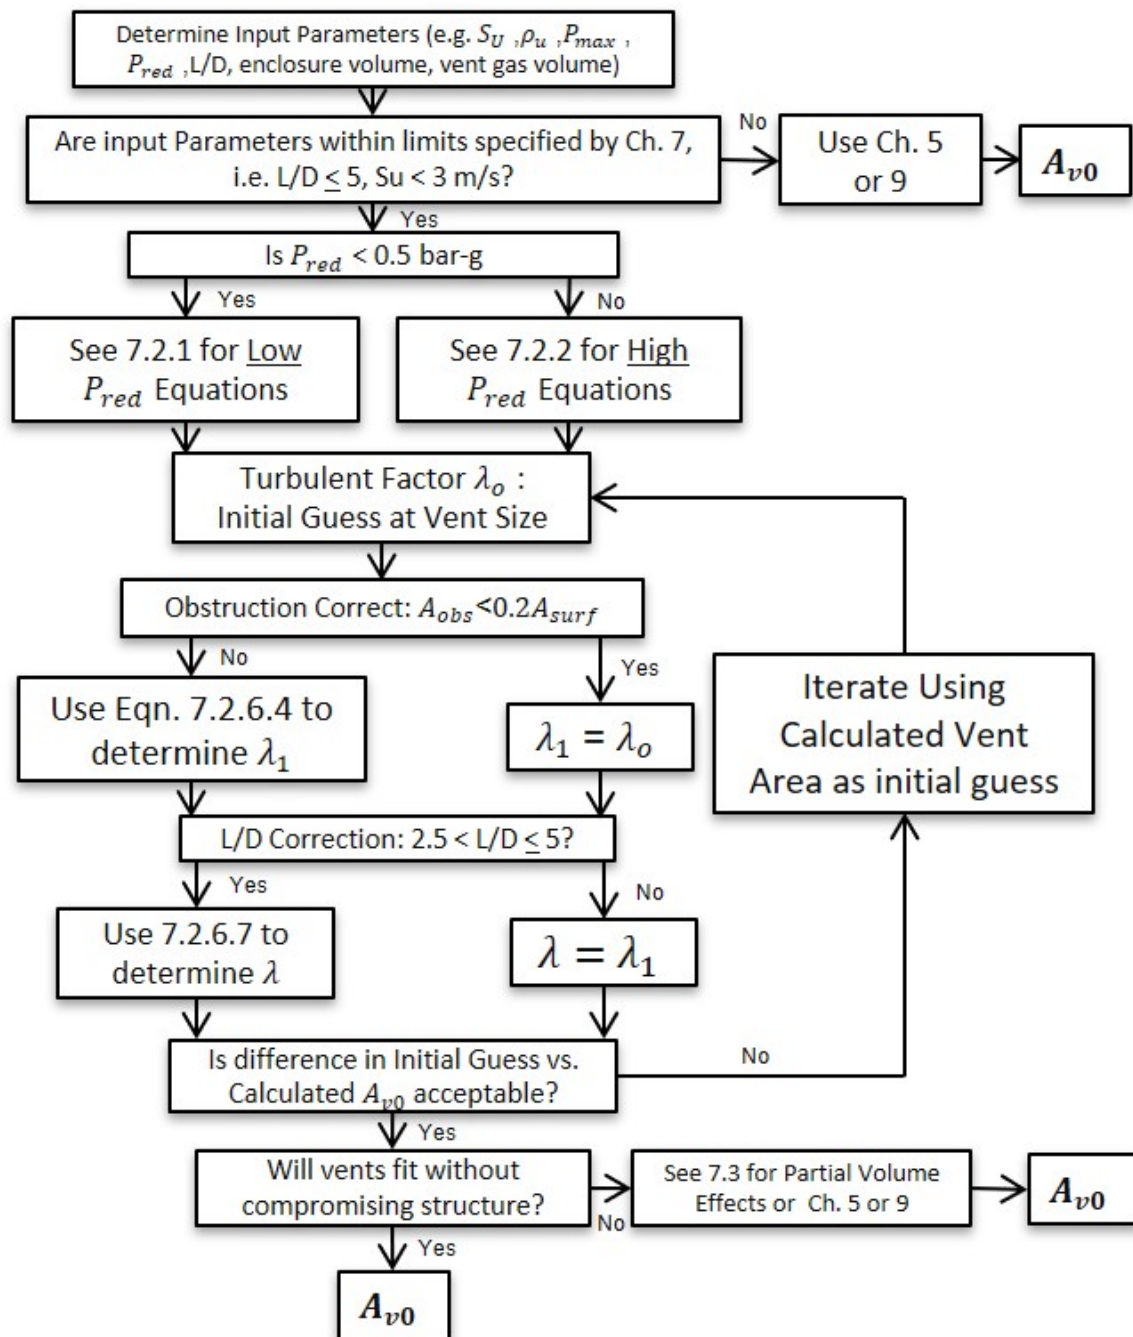 Determine Input Parameters (e.g. S_U ,ρ_u ,P_max ,
P_red ,L/D, enclosure volume, vent gas volume)
Are input Parameters within limits specified by Ch. 7,
i.e. L/D ≤ 5, Su < 3 m/s?
No
Use Ch. 5
or 9
A_v0
Yes
Is P_red < 0.5 bar-g
Yes
No
See 7.2.1 for Low
P_red Equations
See 7.2.2 for High
P_red Equations
Turbulent Factor λ_o :
Initial Guess at Vent Size
Obstruction Correct: A_obs<0.2A_surf
No
Yes
Use Eqn. 7.2.6.4 to
determine λ_1
λ_1 = λ_o
Iterate Using
Calculated Vent
Area as initial guess
L/D Correction: 2.5 < L/D ≤ 5?
Yes
No
Use 7.2.6.7 to
determine λ
λ = λ_1
Is difference in Initial Guess vs.
Calculated A_v0 acceptable?
No
Yes
Will vents fit without
compromising structure?
No
See 7.3 for Partial Volume
Effects or Ch. 5 or 9
A_v0
Yes
A_v0